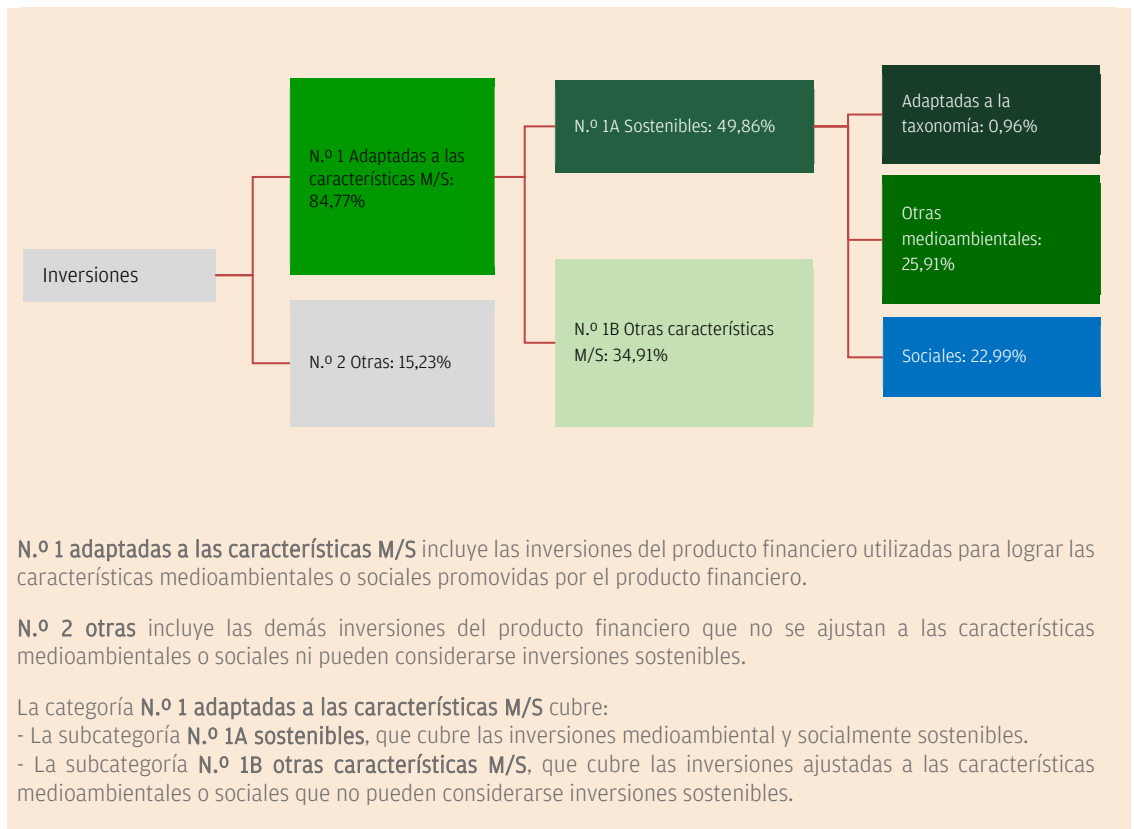 Inversiones
N.º 1 Adaptadas a las
características M/S:
84,77%
N.º 2 Otras: 15,23%
N.º 1A Sostenibles: 49,86%
N.º 1B Otras características
M/S: 34,91%
Adaptadas a la
taxonomía: 0,96%
Otras
medioambientales:
25,91%
Sociales: 22,99%
N.º 1 adaptadas a las características M/S incluye las inversiones del producto financiero utilizadas para lograr las
características medioambientales o sociales promovidas por el producto financiero.
N.º 2 otras incluye las demás inversiones del producto financiero que no se ajustan a las características
medioambientales o sociales ni pueden considerarse inversiones sostenibles.
La categoría N.º 1 adaptadas a las características M/S cubre:
- La subcategoría N.º 1A sostenibles, que cubre las inversiones medioambiental y socialmente sostenibles.
- La subcategoría N.º 1B otras características M/S, que cubre las inversiones ajustadas a las características
medioambientales o sociales que no pueden considerarse inversiones sostenibles.